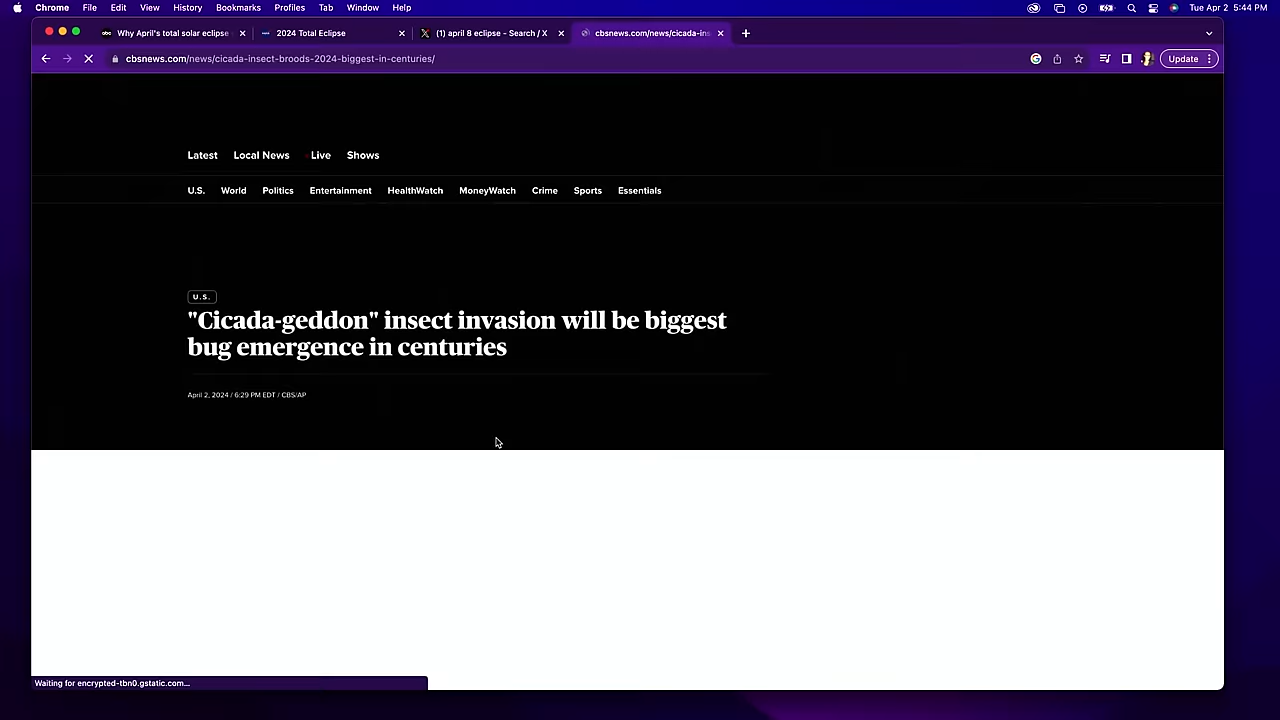 Chrome File Edit View History Bookmarks Profiles Tab Window Help Tue Apr 2 5:44 PM
abc Why April's total solar eclipse 2024 Total Eclipse (1) april 8 eclipse - Search / X cbsnews.com/news/cicada-ins
cbsnews.com/news/cicada-insect-broods-2024-biggest-in-centuries/ Update
Latest Local News Live Shows
U.S. World Politics Entertainment HealthWatch MoneyWatch Crime Sports Essentials
U.S.
"Cicada-geddon" insect invasion will be biggest
bug emergence in centuries
April 2, 2024 / 6:29 PM EDT / CBS/AP
Waiting for encrypted-tbn0.gstatic.com...